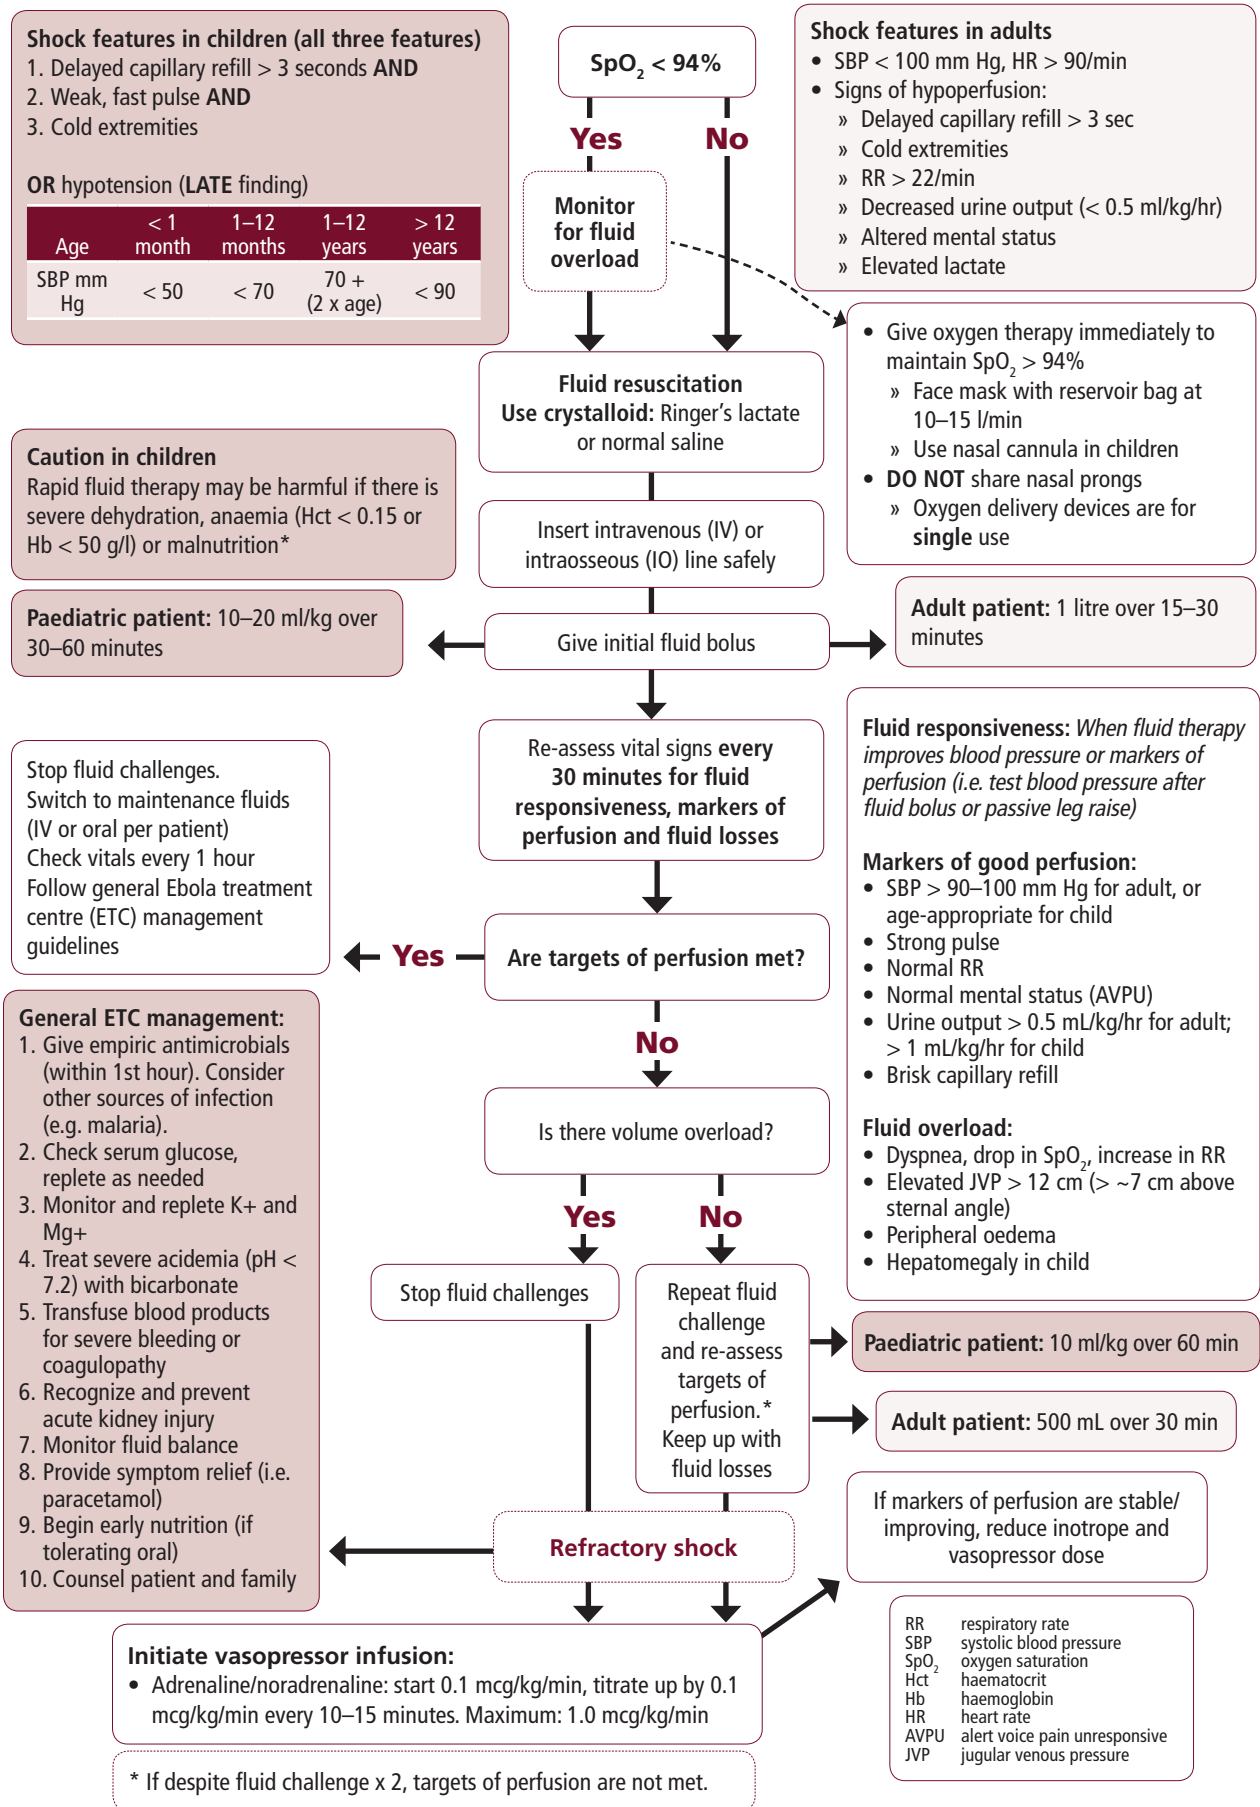 Shock features in children (all three features)
1. Delayed capillary refill > 3 seconds AND
2. Weak, fast pulse AND
3. Cold extremities
OR hypotension (LATE finding)
Age
< 1 month
1–12 months
1–12 years
> 12 years
SBP mm Hg
< 50
< 70
70 + (2 x age)
< 90
SpO2 < 94%
Yes
No
Monitor
for fluid
overload
Shock features in adults
• SBP < 100 mm Hg, HR > 90/min
• Signs of hypoperfusion:
» Delayed capillary refill > 3 sec
» Cold extremities
» RR > 22/min
» Decreased urine output (< 0.5 ml/kg/hr)
» Altered mental status
» Elevated lactate
• Give oxygen therapy immediately to
maintain SpO2 > 94%
» Face mask with reservoir bag at
10–15 l/min
» Use nasal cannula in children
• DO NOT share nasal prongs
» Oxygen delivery devices are for
single use
Fluid resuscitation
Use crystalloid: Ringer's lactate
or normal saline
Caution in children
Rapid fluid therapy may be harmful if there is
severe dehydration, anaemia (Hct < 0.15 or
Hb < 50 g/l) or malnutrition*
Insert intravenous (IV) or
intraosseous (IO) line safely
Paediatric patient: 10–20 ml/kg over
30–60 minutes
Give initial fluid bolus
Adult patient: 1 litre over 15–30
minutes
Re-assess vital signs every
30 minutes for fluid
responsiveness, markers of
perfusion and fluid losses
Stop fluid challenges.
Switch to maintenance fluids
(IV or oral per patient)
Check vitals every 1 hour
Follow general Ebola treatment
centre (ETC) management
guidelines
Yes
Are targets of perfusion met?
No
Fluid responsiveness: When fluid therapy
improves blood pressure or markers of
perfusion (i.e. test blood pressure after
fluid bolus or passive leg raise)
Markers of good perfusion:
• SBP > 90–100 mm Hg for adult, or
age-appropriate for child
• Strong pulse
• Normal RR
• Normal mental status (AVPU)
• Urine output > 0.5 mL/kg/hr for adult;
> 1 mL/kg/hr for child
• Brisk capillary refill
Fluid overload:
• Dyspnea, drop in SpO2, increase in RR
• Elevated JVP > 12 cm (> ~7 cm above
sternal angle)
• Peripheral oedema
• Hepatomegaly in child
General ETC management:
1. Give empiric antimicrobials
(within 1st hour). Consider
other sources of infection
(e.g. malaria).
2. Check serum glucose,
replete as needed
3. Monitor and replete K+ and
Mg+
4. Treat severe acidemia (pH <
7.2) with bicarbonate
5. Transfuse blood products
for severe bleeding or
coagulopathy
6. Recognize and prevent
acute kidney injury
7. Monitor fluid balance
8. Provide symptom relief (i.e.
paracetamol)
9. Begin early nutrition (if
tolerating oral)
10. Counsel patient and family
Is there volume overload?
Yes
No
Stop fluid challenges
Repeat fluid
challenge
and re-assess
targets of
perfusion.*
Keep up with
fluid losses
Paediatric patient: 10 ml/kg over 60 min
Adult patient: 500 mL over 30 min
Refractory shock
If markers of perfusion are stable/
improving, reduce inotrope and
vasopressor dose
Initiate vasopressor infusion:
• Adrenaline/noradrenaline: start 0.1 mcg/kg/min, titrate up by 0.1
mcg/kg/min every 10–15 minutes. Maximum: 1.0 mcg/kg/min
* If despite fluid challenge x 2, targets of perfusion are not met.
RR respiratory rate
SBP systolic blood pressure
SpO2 oxygen saturation
Hct haematocrit
Hb haemoglobin
HR heart rate
AVPU alert voice pain unresponsive
JVP jugular venous pressure